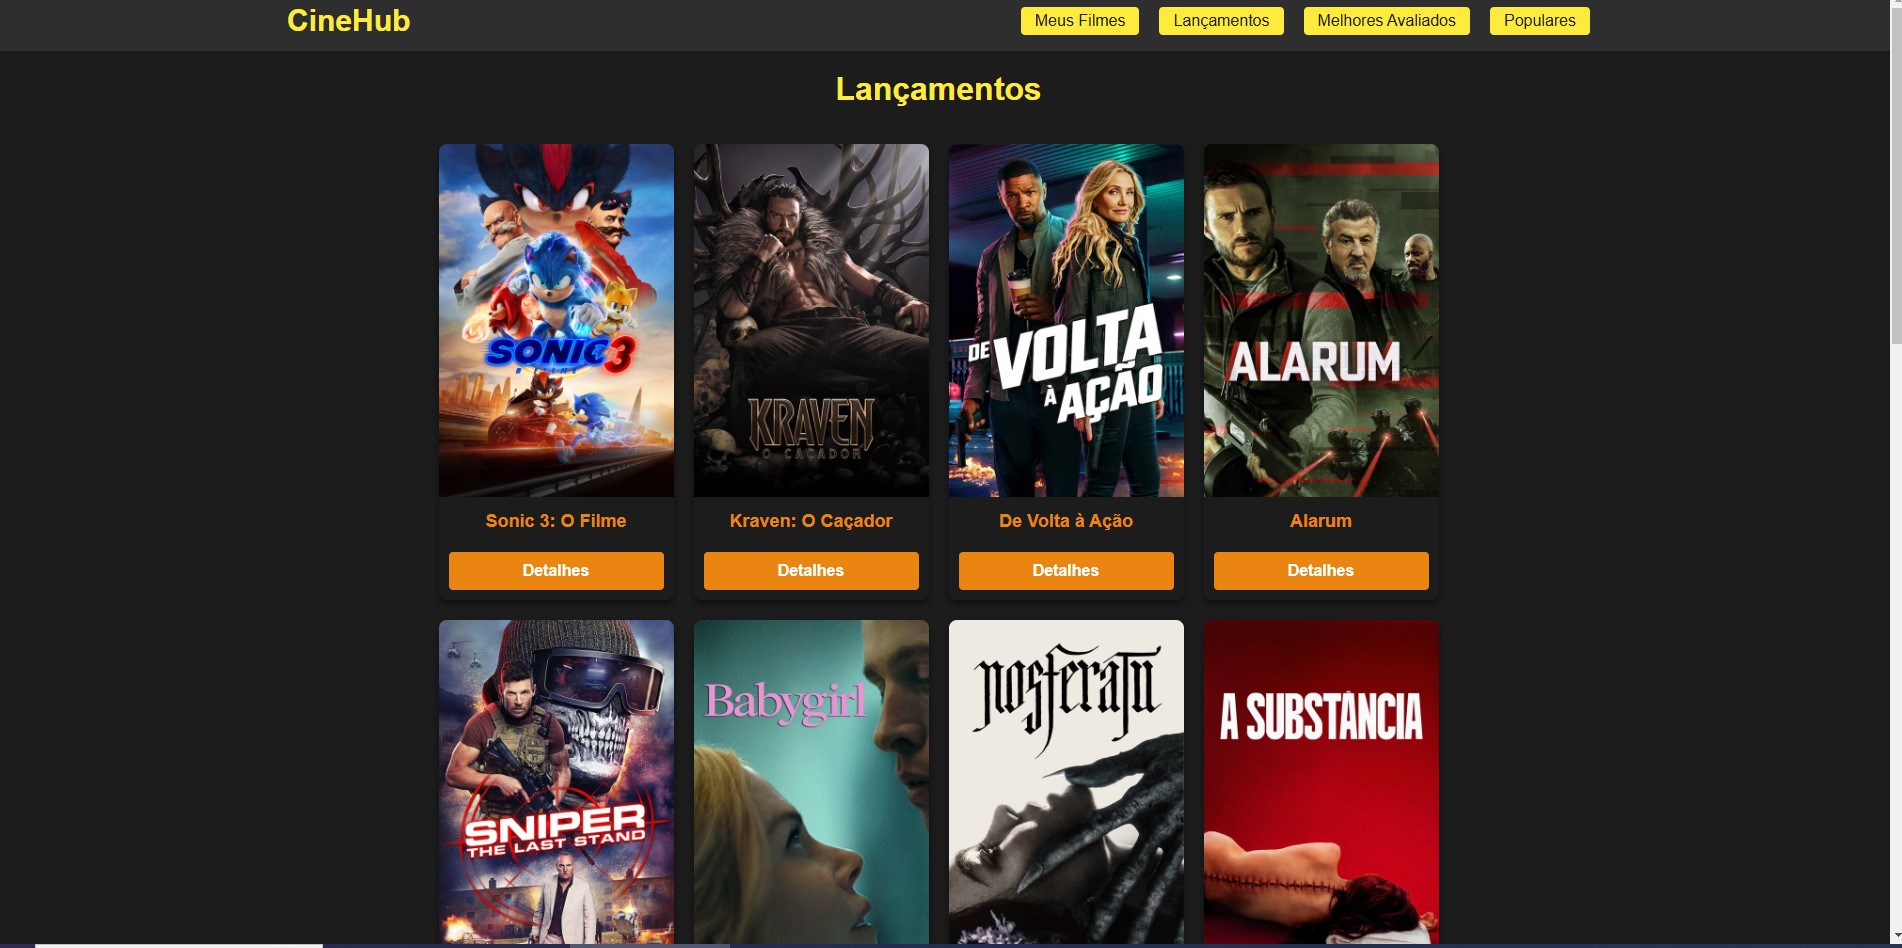 CineHub
Meus Filmes
Lançamentos
Melhores Avaliados
Populares
Lançamentos
SONIC 3
KRAVEN
O CAÇADOR
DE VOLTA
À AÇÃO
ALARUM
Sonic 3: O Filme
Kraven: O Caçador
De Volta à Ação
Alarum
Detalhes
Detalhes
Detalhes
Detalhes
SNIPER
THE LAST STAND
Babygirl
nosferatu
A SUBSTÂNCIA